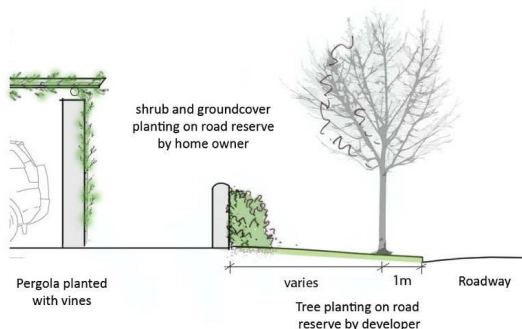 shrub and groundcover
planting on road reserve
by home owner
Pergola planted
with vines
varies
1m
Roadway
Tree planting on road
reserve by developer